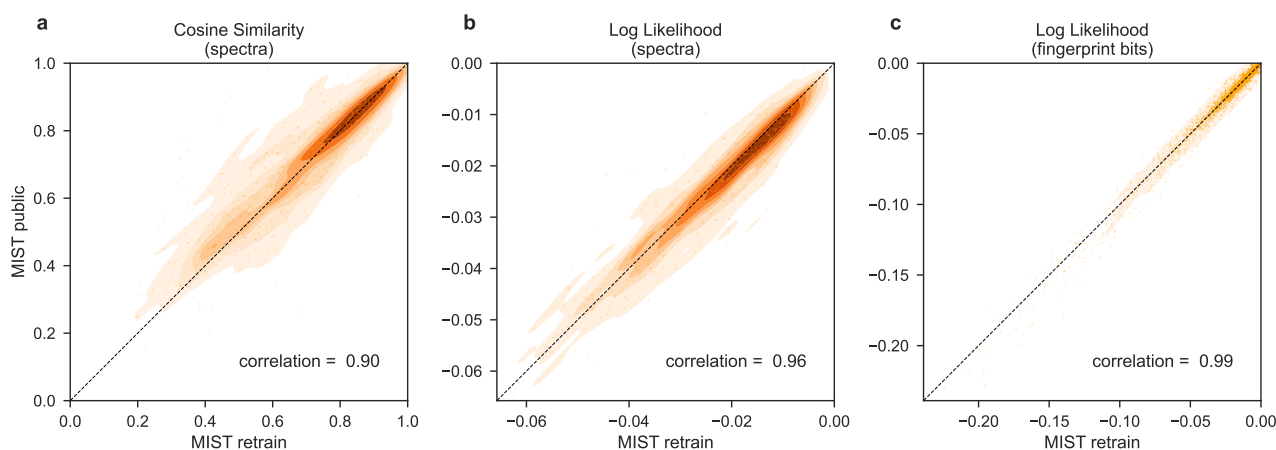 a
Cosine Similarity
(spectra)
MIST public
1.0
0.8
0.6
0.4
0.2
0.0
0.0 0.2 0.4 0.6 0.8 1.0
MIST retrain
correlation = 0.90
b
Log Likelihood
(spectra)
0.00
−0.01
−0.02
−0.03
−0.04
−0.05
−0.06
−0.06 −0.04 −0.02 0.00
MIST retrain
correlation = 0.96
c
Log Likelihood
(fingerprint bits)
0.00
−0.05
−0.10
−0.15
−0.20
−0.20 −0.15 −0.10 −0.05 0.00
MIST retrain
correlation = 0.99